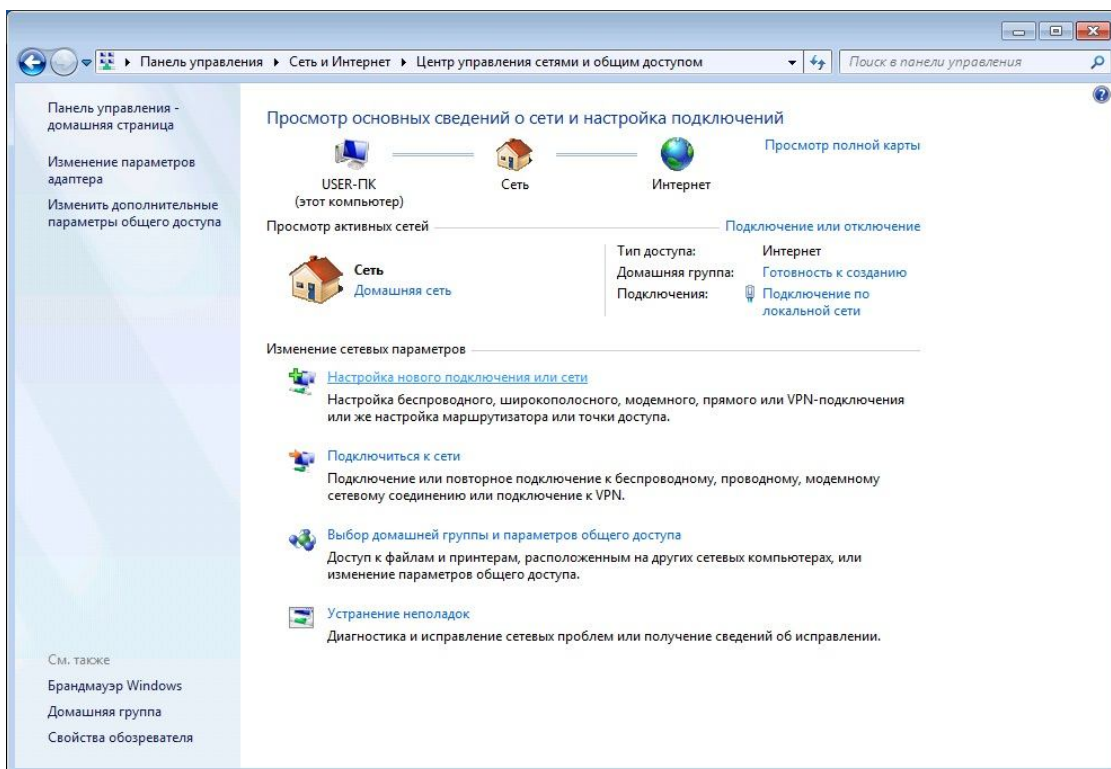 Панель управления ▸ Сеть и Интернет ▸ Центр управления сетями и общим доступом
Поиск в панели управления
Панель управления -
домашняя страница
Изменение параметров
адаптера
Изменить дополнительные
параметры общего доступа
Просмотр основных сведений о сети и настройка подключений
Просмотр полной карты
USER-ПК
(этот компьютер)
Сеть
Интернет
Просмотр активных сетей
Подключение или отключение
Сеть
Домашняя сеть
Тип доступа: Интернет
Домашняя группа: Готовность к созданию
Подключения: Подключение по
локальной сети
Изменение сетевых параметров
Настройка нового подключения или сети
Настройка беспроводного, широкополосного, модемного, прямого или VPN-подключения
или же настройка маршрутизатора или точки доступа.
Подключиться к сети
Подключение или повторное подключение к беспроводному, проводному, модемному
сетевому соединению или подключение к VPN.
Выбор домашней группы и параметров общего доступа
Доступ к файлам и принтерам, расположенным на других сетевых компьютерах, или
изменение параметров общего доступа.
Устранение неполадок
Диагностика и исправление сетевых проблем или получение сведений об исправлении.
См. также
Брандмауэр Windows
Домашняя группа
Свойства обозревателя